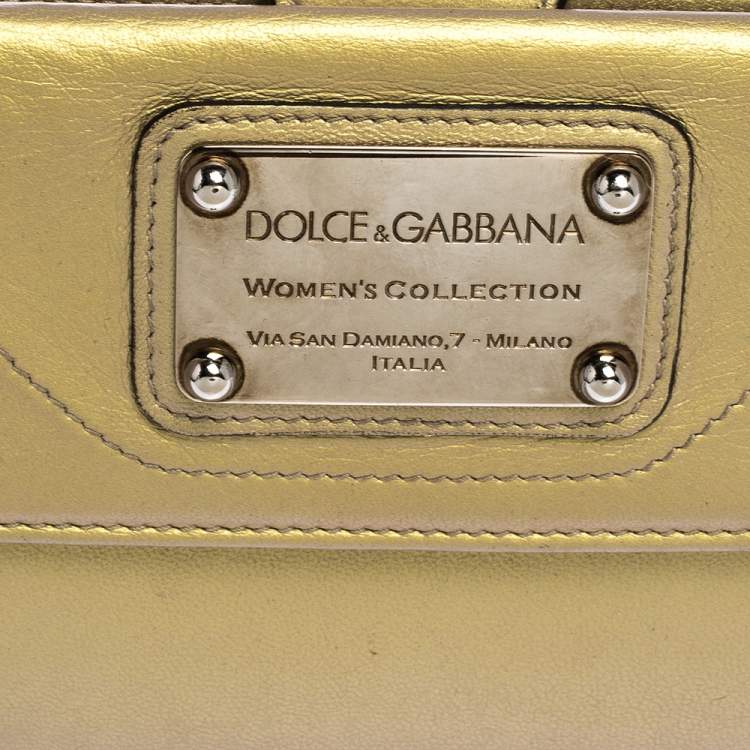 DOLCE & GABBANA
WOMEN'S COLLECTION
VIA SAN DAMIANO,7 - MILANO
ITALIA